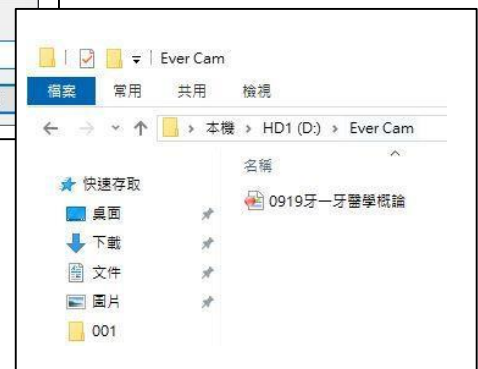 Ever Cam
檔案 常用 共用 檢視
本機 > HD1 (D:) > Ever Cam
名稱
快速存取
0919牙一牙醫學概論
桌面
下載
文件
圖片
001